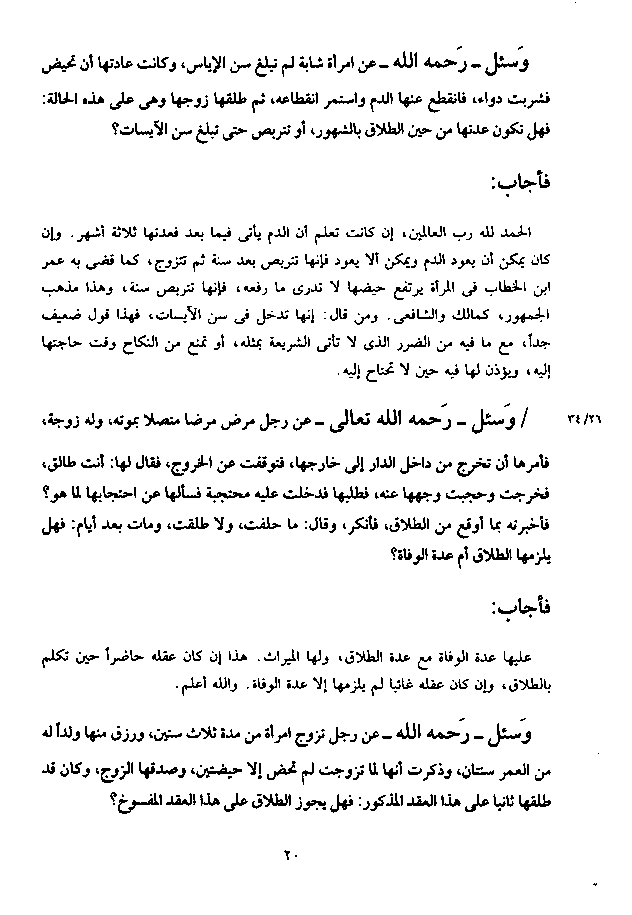 وَسئل ــ رَحمه الله ــ عن امرأة شابة لم تبلغ سن الإياس، وكانت عادتها أن تحيض
فشربت دواء، فانقطع عنها الدم واستمر انقطاعه، ثم طلقها زوجها وهى على هذه الحالة:
فهل تكون عدتها من حين الطلاق بالشهور، أو تتربص حتى تبلغ سن الآيسات؟
فأجاب:
الحمد لله رب العالمين، إن كانت تعلم أن الدم يأتى فيما بعد فعدتها ثلاثة أشهر. وإن
كان يمكن أن يعود الدم ويمكن ألا يعود فإنها تتربص بعد سنة ثم تتزوج، كما قضى به عمر
ابن الخطاب فى المرأة يرتفع حيضها لا تدرى ما رفعه، فإنها تتربص سنة، وهذا مذهب
الجمهور، كمالك والشافعى. ومن قال: إنها تدخل فى سن الآيسات، فهذا قول ضعيف
جداً، مع ما فيه من الضرر الذى لا تأتى الشريعة بمثله، أو تمنع من النكاح وقت حاجتها
إليه، ويؤذن لها فيه حين لا تحتاج إليه.
٣٤/٢٦ / وَسئل ــ رَحمه الله تعالى ــ عن رجل مرض مرضا متصلا بموته، وله زوجة،
فأمرها أن تخرج من داخل الدار إلى خارجها، فتوقفت عن الخروج، فقال لها: أنت طالق،
فخرجت وحجبت وجهها عنه، فطلبها فدخلت عليه محتجبة فسألها عن احتجابها لما هو؟
فأخبرته بما أوقع من الطلاق، فأنكر، وقال: ما حلفت، ولا طلقت، ومات بعد أيام: فهل
يلزمها الطلاق أم عدة الوفاة؟
فأجاب:
عليها عدة الوفاة مع عدة الطلاق، ولها الميراث. هذا إن كان عقله حاضراً حين تكلم
بالطلاق، وإن كان عقله غائبا لم يلزمها إلا عدة الوفاة. والله أعلم.
وَسئل ــ رَحمه الله ــ عن رجل تزوج امرأة من مدة ثلاث سنين، ورزق منها ولداً له
من العمر سنتان، وذكرت أنها لما تزوجت لم تحض إلا حيضتين، وصدقها الزوج، وكان قد
طلقها ثانيا على هذا العقد المذكور: فهل يجوز الطلاق على هذا العقد المفسوخ؟
٢٠